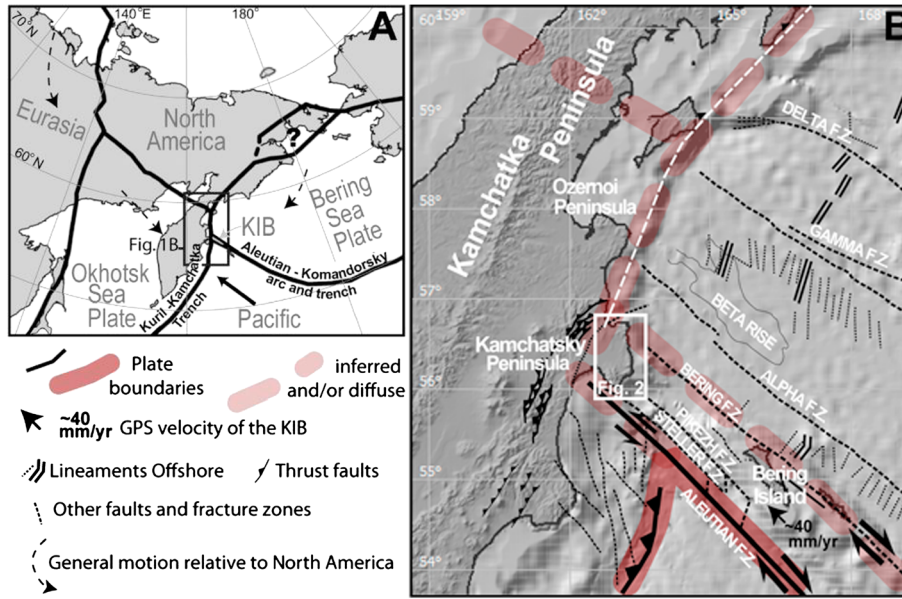 140°E
180°
70°N
A
Eurasia
North
America
?
60°N
Bering
Sea
Plate
Fig. 1B
KIB
Aleutian - Komandorsky
arc and trench
Okhotsk
Sea
Plate
Kuril -Kamchatka
Trench
Pacific
Plate
boundaries
inferred
and/or diffuse
~40
mm/yr
GPS velocity of the KIB
Lineaments Offshore
Thrust faults
Other faults and fracture zones
General motion relative to North America
159°
162°
165°
168°
B
60°
59°
58°
57°
56°
55°
54°
Kamchatka
Peninsula
DELTA F.Z.
Ozernoi
Peninsula
GAMMA F.Z.
BETA RISE
Kamchatsky
Peninsula
ALPHA F.Z.
Fig. 2
BERING F.Z.
PIKEZH F.Z.
STELLER F.Z.
Bering
Island
ALEUTIAN F.Z.
~40
mm/yr